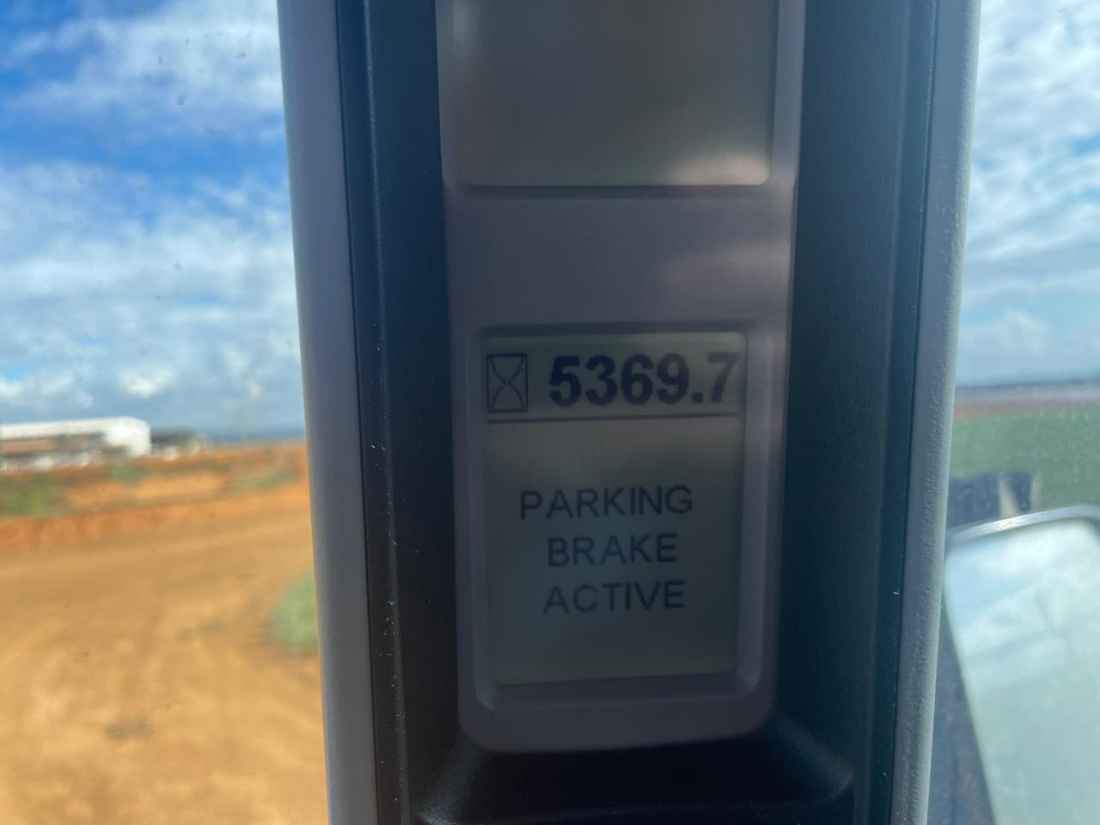 5369.7
PARKING
BRAKE
ACTIVE